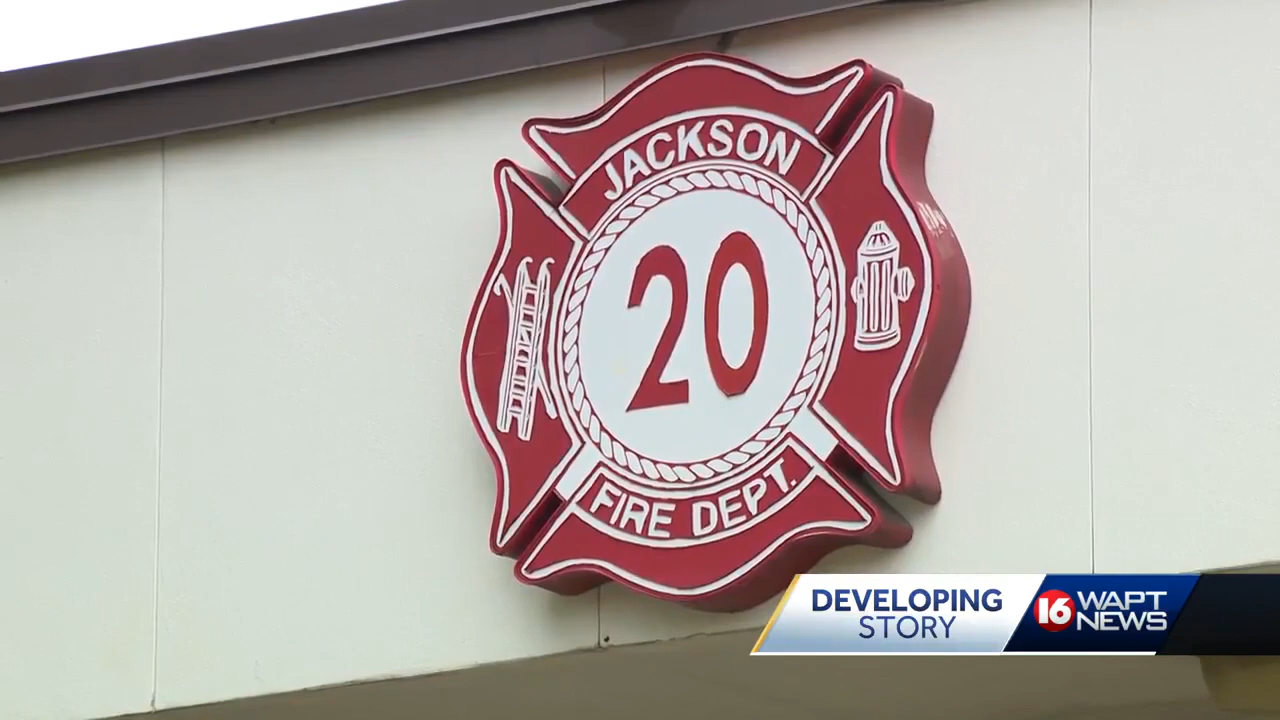 JACKSON
20
FIRE DEPT.
DEVELOPING
STORY
16 WAPT
NEWS